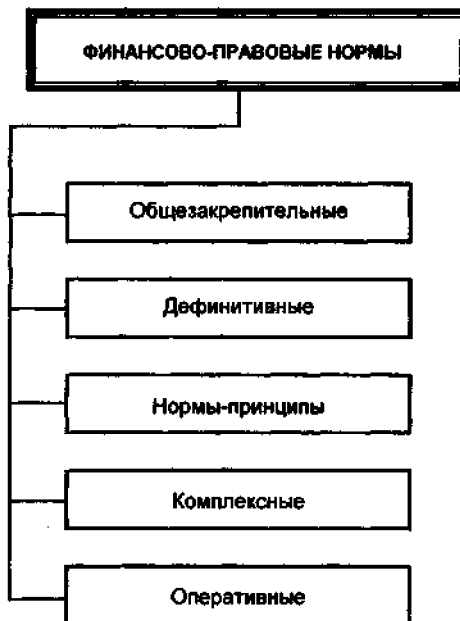 ФИНАНСОВО-ПРАВОВЫЕ НОРМЫ
Общезакрепительные
Дефинитивные
Нормы-принципы
Комплексные
Оперативные